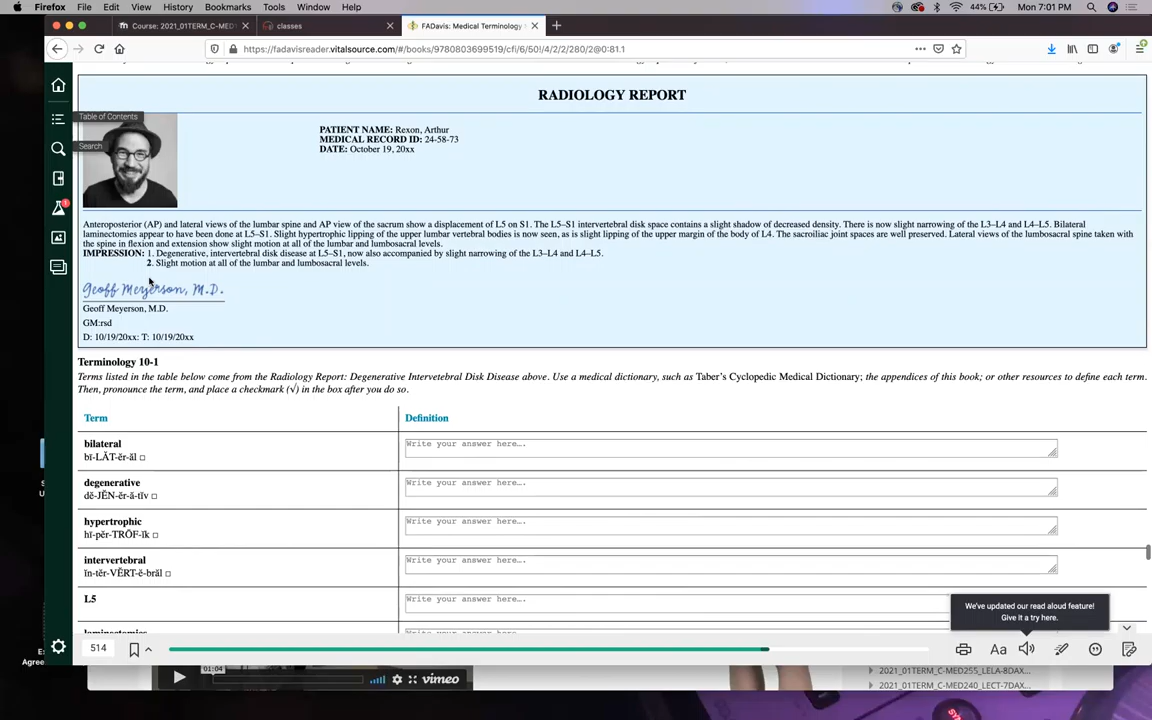 Firefox File Edit View History Bookmarks Tools Window Help 44% Mon 7:01 PM
Course: 2021_01TERM_C-MED classes FADavis: Medical Terminology
https://fadavisreader.vitalsource.com/#/books/9780803699519/cfi/6/60!/4/2/2/280/2@0:81.1
RADIOLOGY REPORT
Table of Contents
Search
PATIENT NAME: Rexon, Arthur
MEDICAL RECORD ID: 24-58-73
DATE: October 19, 20xx
Anteroposterior (AP) and lateral views of the lumbar spine and AP view of the sacrum show a displacement of L5 on S1. The L5–S1 intervertebral disk space contains a slight shadow of decreased density. There is now slight narrowing of the L3–L4 and L4–L5. Bilateral
laminectomies appear to have been done at L5–S1. Slight hypertrophic lipping of the upper lumbar vertebral bodies is now seen, as is slight lipping of the upper margin of the body of L4. The sacroiliac joint spaces are well preserved. Lateral views of the lumbosacral spine taken with
the spine in flexion and extension show slight motion at all of the lumbar and lumbosacral levels.
IMPRESSION: 1. Degenerative, intervertebral disk disease at L5–S1, now also accompanied by slight narrowing of the L3–L4 and L4–L5.
2. Slight motion at all of the lumbar and lumbosacral levels.
Geoff Meyerson, M.D.
Geoff Meyerson, M.D.
GM:rsd
D: 10/19/20xx: T: 10/19/20xx
Terminology 10-1
Terms listed in the table below come from the Radiology Report: Degenerative Intervetebral Disk Disease above. Use a medical dictionary, such as Taber's Cyclopedic Medical Dictionary; the appendices of this book; or other resources to define each term.
Then, pronounce the term, and place a checkmark (√) in the box after you do so.
Term Definition
bilateral Write your answer here....
bī-LĂT-ĕr-ăl
degenerative Write your answer here....
dĕ-JĔN-ĕr-ă-tīv
hypertrophic Write your answer here....
hī-pĕr-TRŌF-ĭk
intervertebral Write your answer here....
ĭn-tĕr-VĔRT-ĕ-brăl
L5 Write your answer here....
We've updated our read aloud feature!
Give it a try here.
514
Aa
01:04
vimeo
2021_01TERM_C-MED255_LELA-8DAX...
2021_01TERM_C-MED240_LECT-7DAX...